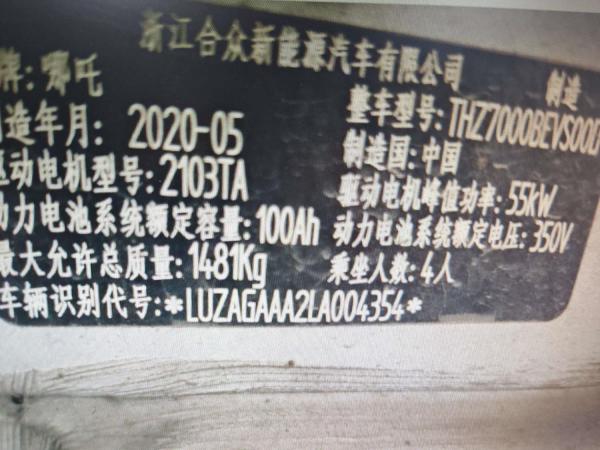 浙江合众新能源汽车有限公司 制造
牌:哪吒
整车型号:THZ7000BEVS00
制造年月: 2020-05
制造国:中国
驱动电机型号:2103TA
驱动电机峰值功率:55kW
动力电池系统额定容量:100Ah
动力电池系统额定电压:350V
最大允许总质量:1481Kg
乘坐人数:4人
车辆识别代号:*LUZAGAAA2LA004354*